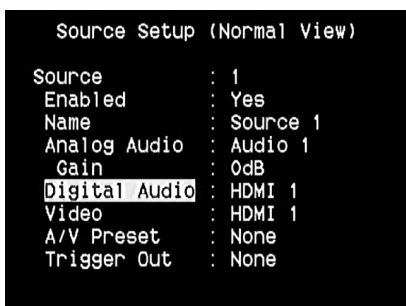 Source Setup (Normal View)
Source : 1
Enabled : Yes
Name : Source 1
Analog Audio : Audio 1
Gain : 0dB
Digital Audio : HDMI 1
Video : HDMI 1
A/V Preset : None
Trigger Out : None